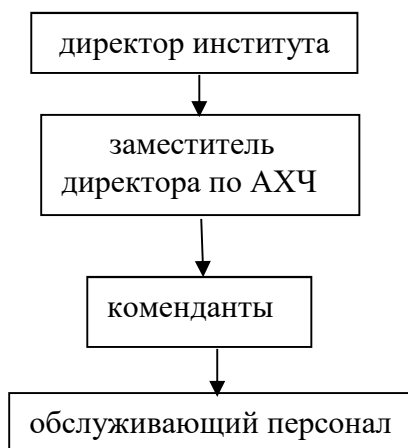 директор института
заместитель
директора по АХЧ
коменданты
обслуживающий персонал